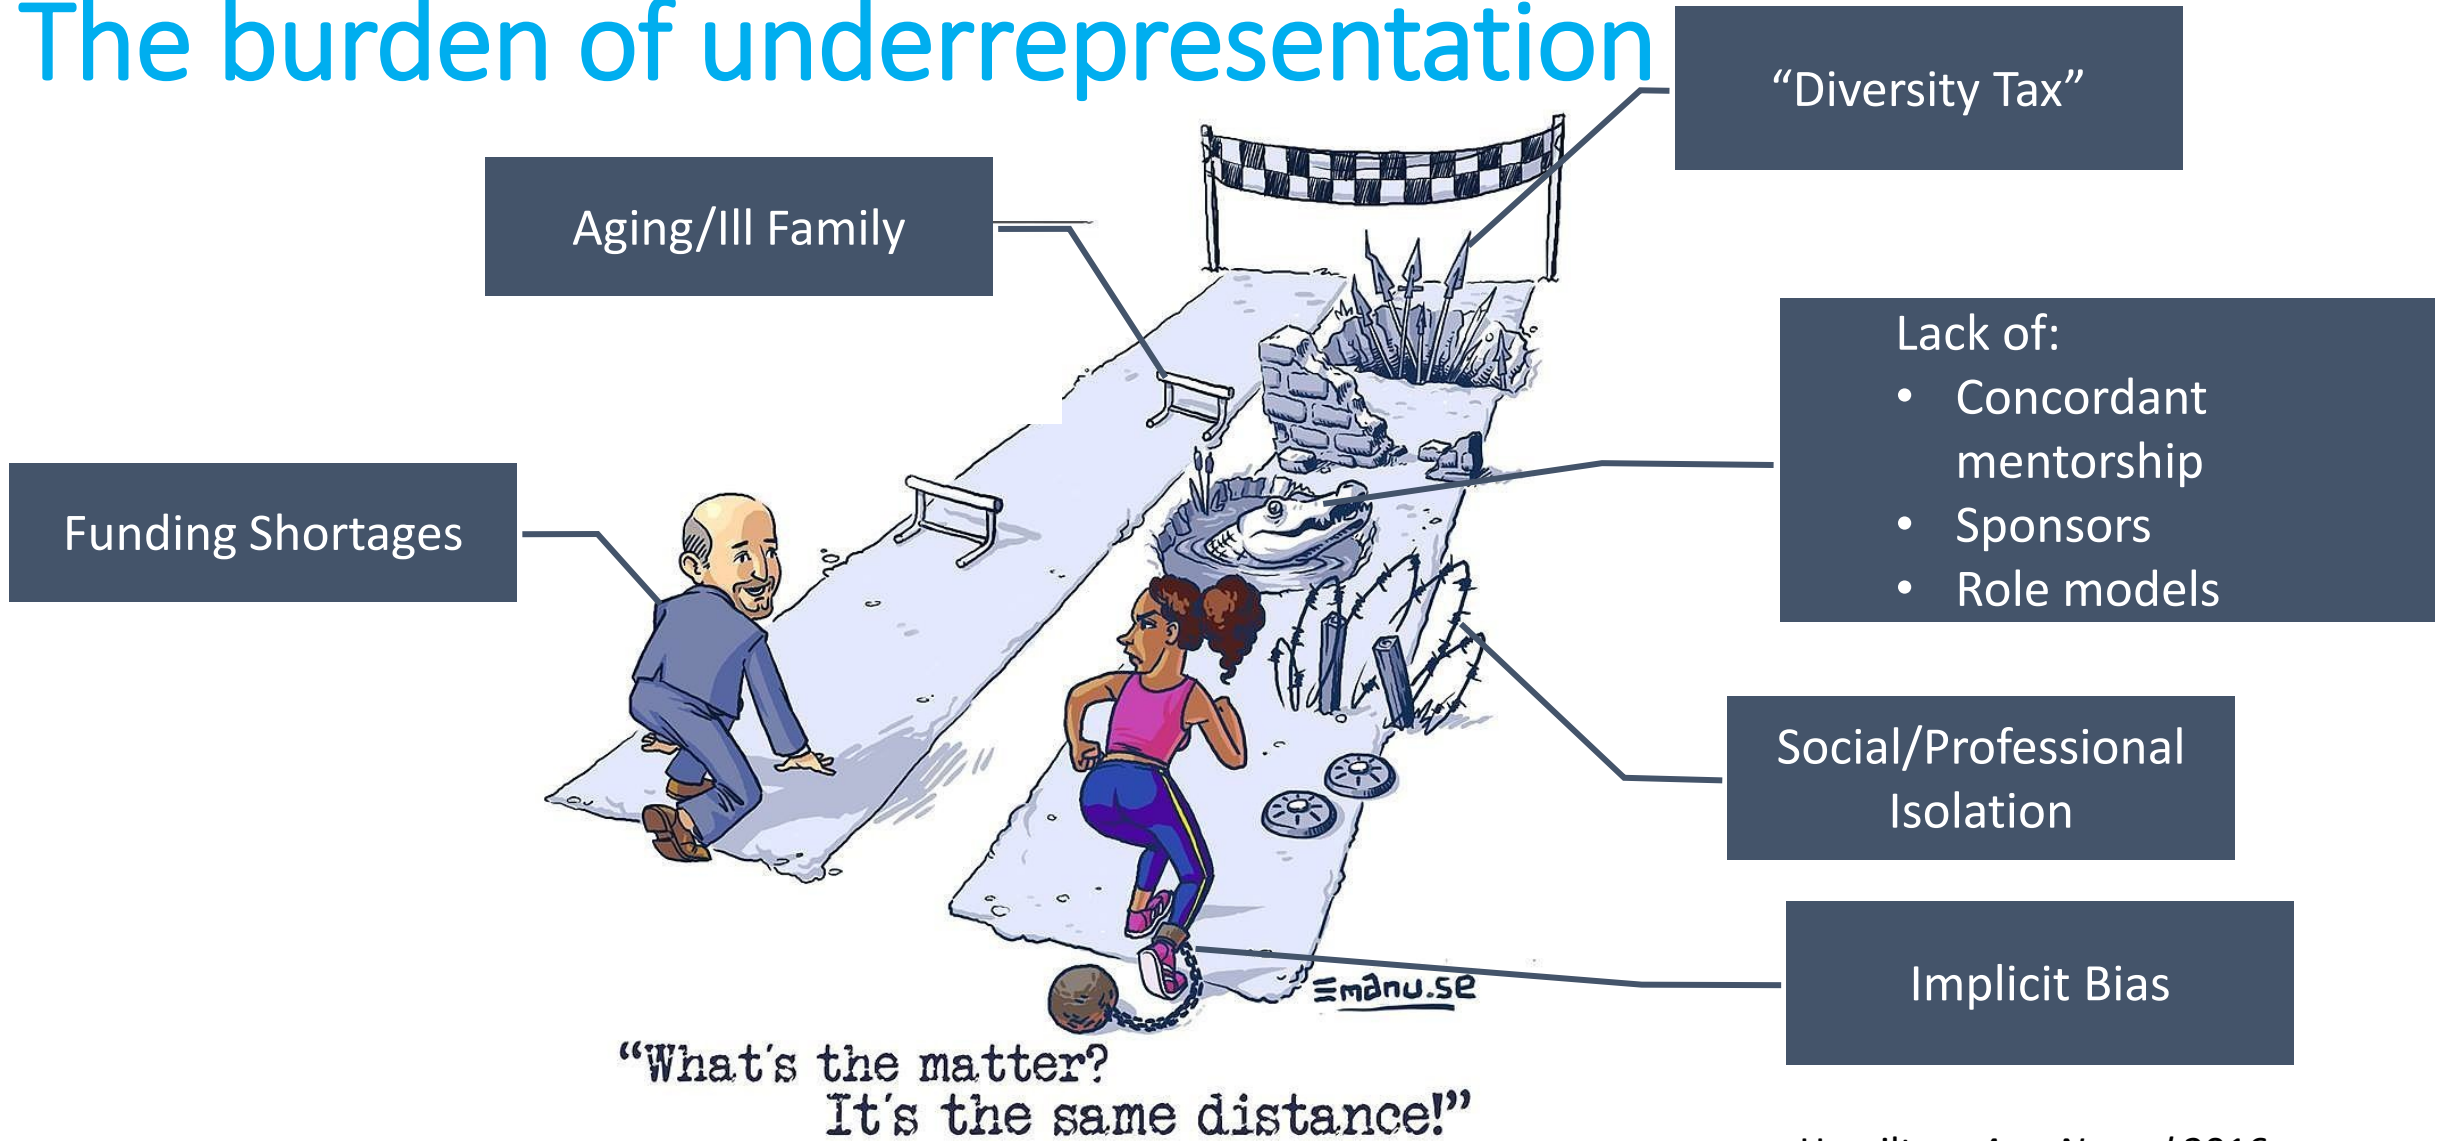 The burden of underrepresentation
“Diversity Tax”
Aging/Ill Family
Lack of:
• Concordant
mentorship
• Sponsors
• Role models
Funding Shortages
Social/Professional
Isolation
Implicit Bias
Emanu.se
“What's the matter?
It's the same distance!”
2016